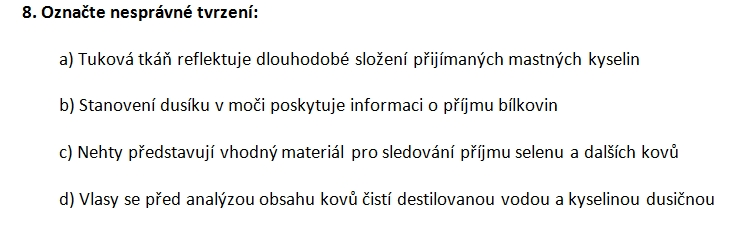 8. Označte nesprávné tvrzení:
a) Tuková tkáň reflektuje dlouhodobé složení přijímaných mastných kyselin
b) Stanovení dusíku v moči poskytuje informaci o příjmu bílkovin
c) Nehty představují vhodný materiál pro sledování příjmu selenu a dalších kovů
d) Vlasy se před analýzou obsahu kovů čistí destilovanou vodou a kyselinou dusičnou